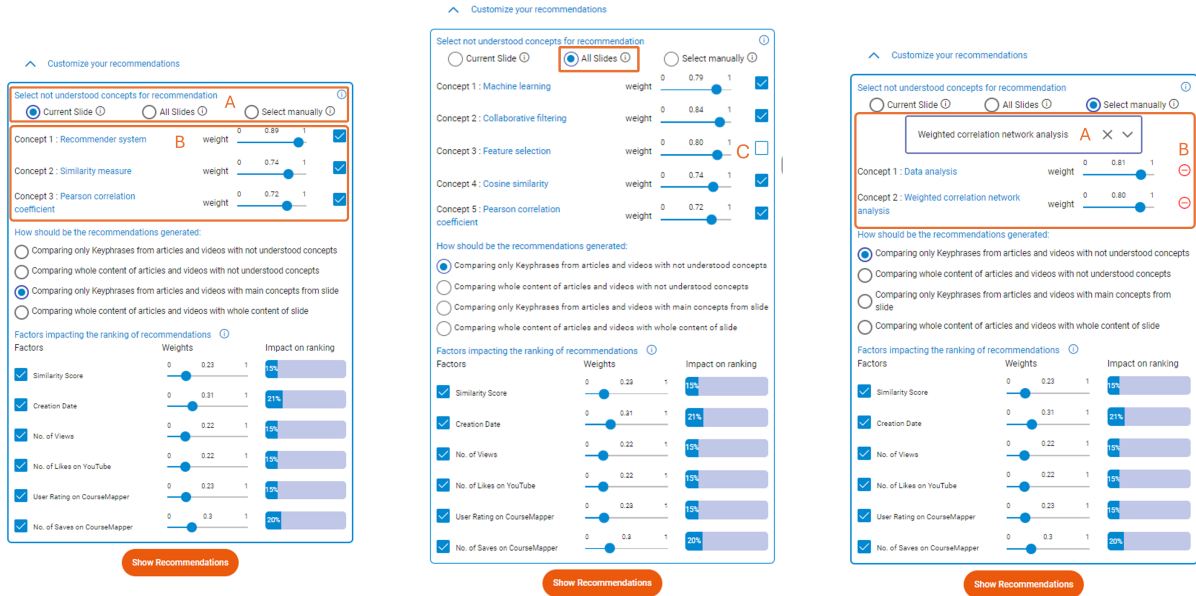 Customize your recommendations
Select not understood concepts for recommendation
A
Current Slide
All Slides
Select manually
Concept 1 : Recommender system
B
weight
0 0.89 1
Concept 2 : Similarity measure
weight
0 0.74 1
Concept 3 : Pearson correlation
coefficient
weight
0 0.72 1
How should be the recommendations generated:
Comparing only Keyphrases from articles and videos with not understood concepts
Comparing whole content of articles and videos with not understood concepts
Comparing only Keyphrases from articles and videos with main concepts from slide
Comparing whole content of articles and videos with whole content of slide
Factors impacting the ranking of recommendations
Factors Weights Impact on ranking
Similarity Score 0 0.23 1 15%
Creation Date 0 0.31 1 21%
No. of Views 0 0.22 1 15%
No. of Likes on YouTube 0 0.22 1 15%
User Rating on CourseMapper 0 0.23 1 15%
No. of Saves on CourseMapper 0 0.3 1 20%
Show Recommendations
Customize your recommendations
Select not understood concepts for recommendation
Current Slide
All Slides
Select manually
Concept 1 : Machine learning weight 0 0.79 1
Concept 2 : Collaborative filtering weight 0 0.84 1
Concept 3 : Feature selection weight 0 0.80 1 C
Concept 4 : Cosine similarity weight 0 0.74 1
Concept 5 : Pearson correlation
coefficient
weight 0 0.72 1
How should be the recommendations generated:
Comparing only Keyphrases from articles and videos with not understood concepts
Comparing whole content of articles and videos with not understood concepts
Comparing only Keyphrases from articles and videos with main concepts from slide
Comparing whole content of articles and videos with whole content of slide
Factors impacting the ranking of recommendations
Factors Weights Impact on ranking
Similarity Score 0 0.23 1 15%
Creation Date 0 0.31 1 21%
No. of Views 0 0.22 1 15%
No. of Likes on YouTube 0 0.22 1 15%
User Rating on CourseMapper 0 0.23 1 15%
No. of Saves on CourseMapper 0 0.3 1 20%
Show Recommendations
Customize your recommendations
Select not understood concepts for recommendation
Current Slide
All Slides
Select manually
Weighted correlation network analysis A
B
Concept 1 : Data analysis weight 0 0.81 1
Concept 2 : Weighted correlation network
analysis
weight 0 0.80 1
How should be the recommendations generated:
Comparing only Keyphrases from articles and videos with not understood concepts
Comparing whole content of articles and videos with not understood concepts
Comparing only Keyphrases from articles and videos with main concepts from
slide
Comparing whole content of articles and videos with whole content of slide
Factors impacting the ranking of recommendations
Factors Weights Impact on ranking
Similarity Score 0 0.23 1 15%
Creation Date 0 0.31 1 21%
No. of Views 0 0.22 1 15%
No. of Likes on YouTube 0 0.22 1 15%
User Rating on CourseMapper 0 0.23 1 15%
No. of Saves on CourseMapper 0 0.3 1 20%
Show Recommendations